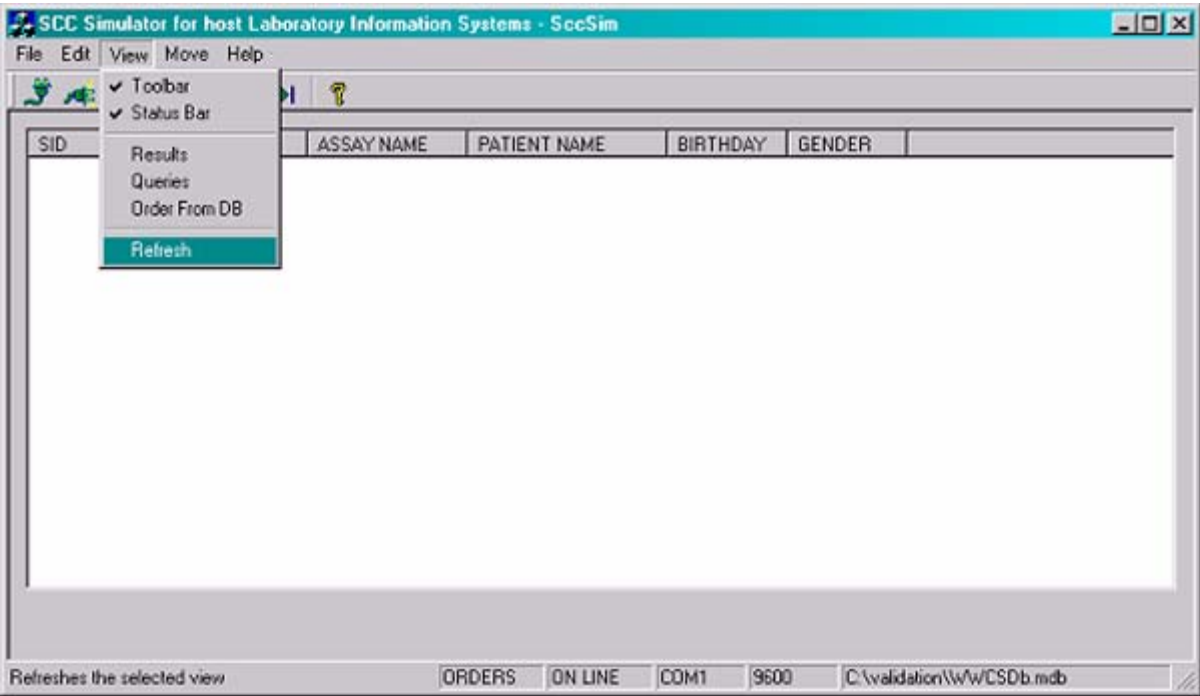 SCC Simulator for host Laboratory Information Systems - SccSim
File Edit View Move Help
Toolbar
Status Bar
SID ASSAY NAME PATIENT NAME BIRTHDAY GENDER
Results
Queries
Order From DB
Refresh
Refreshes the selected view ORDERS ON LINE COM1 9600 C:\validation\WWCSDb.mdb